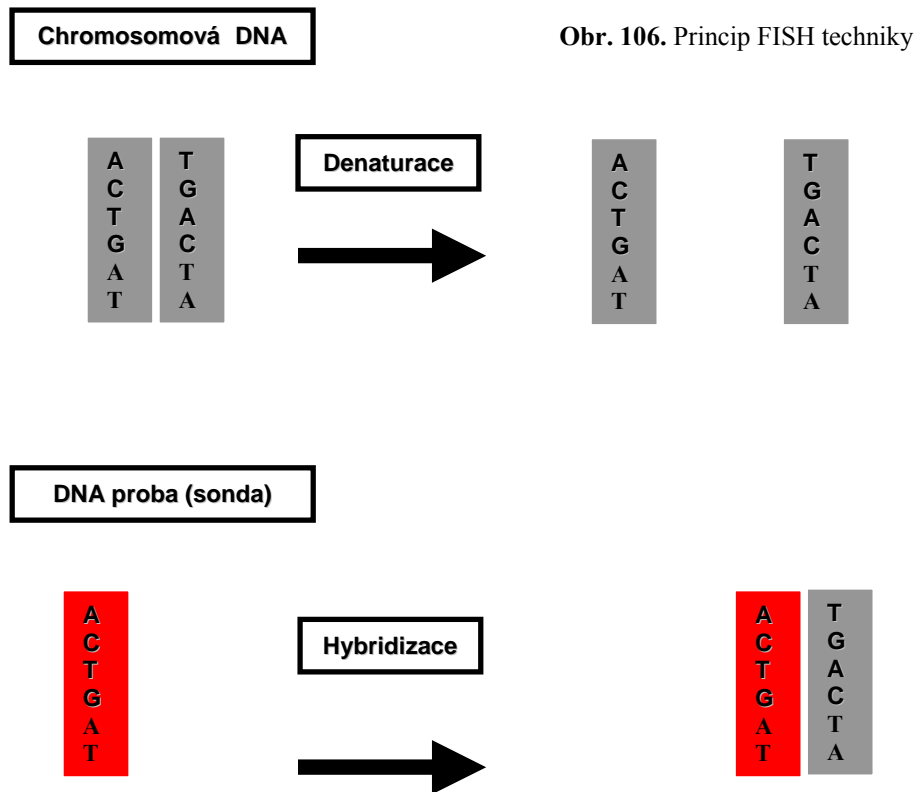 Chromosomová DNA
Obr. 106. Princip FISH techniky
A T
C G
T A
G C
A T
T A
Denaturace
A T
C G
T A
G C
A T
T A
DNA proba (sonda)
A
C
T
G
A
T
Hybridizace
A T
C G
T A
G C
A T
T A